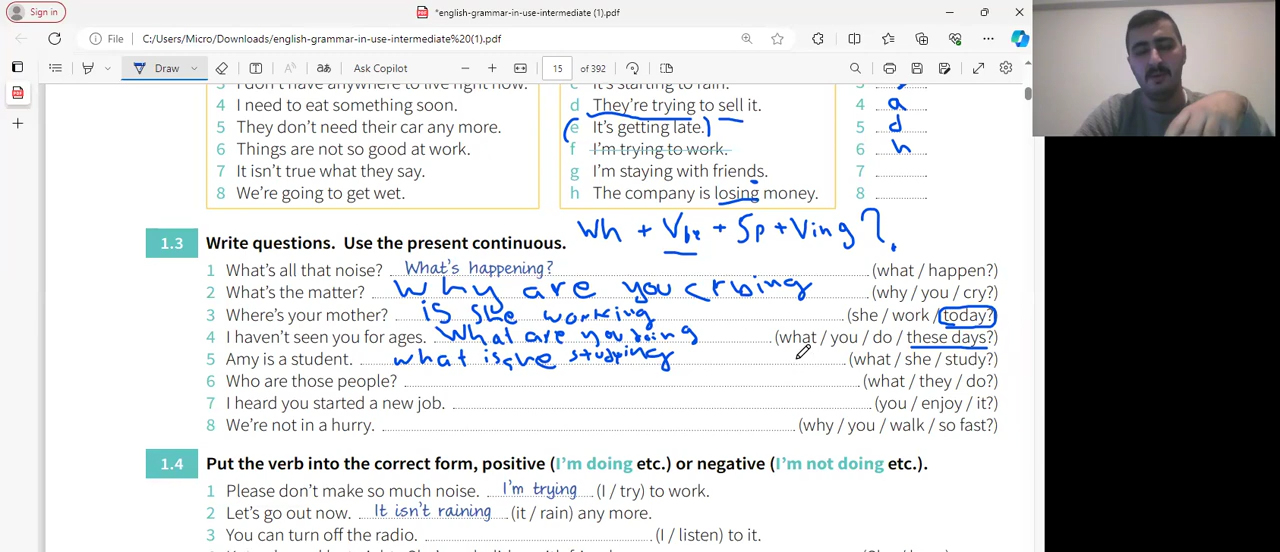 Sign in
*english-grammar-in-use-intermediate (1).pdf
File C:/Users/Micro/Downloads/english-grammar-in-use-intermediate%20(1).pdf
Draw Ask Copilot 15 of 392
4 I need to eat something soon. d They're trying to sell it. 4 a
5 They don't need their car any more. (e It's getting late.) 5 d
6 Things are not so good at work. f I'm trying to work. 6 h
7 It isn't true what they say. g I'm staying with friends. 7
8 We're going to get wet. h The company is losing money. 8
Wh + Vbe + Sp + Ving ?
1.3 Write questions. Use the present continuous.
1 What's all that noise? What's happening? (what / happen?)
2 What's the matter? why are you crying (why / you / cry?)
3 Where's your mother? is she working (she / work / today?)
4 I haven't seen you for ages. What are you doing (what / you / do / these days?)
5 Amy is a student. what is she studying (what / she / study?)
6 Who are those people? (what / they / do?)
7 I heard you started a new job. (you / enjoy / it?)
8 We're not in a hurry. (why / you / walk / so fast?)
1.4 Put the verb into the correct form, positive (I'm doing etc.) or negative (I'm not doing etc.).
1 Please don't make so much noise. I'm trying (I / try) to work.
2 Let's go out now. It isn't raining (it / rain) any more.
3 You can turn off the radio. (I / listen) to it.